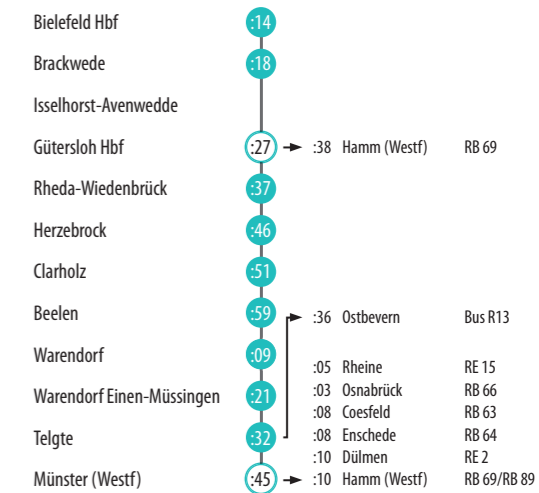 Bielefeld Hbf :14
Brackwede :18
Isselhorst-Avenwedde
Gütersloh Hbf :27 :38 Hamm (Westf) RB 69
Rheda-Wiedenbrück :37
Herzebrock :46
Clarholz :51
Beelen :59 :36 Ostbevern Bus R13
Warendorf :09 :05 Rheine RE 15
Warendorf Einen-Müssingen :21 :03 Osnabrück RB 66
:08 Coesfeld RB 63
Telgte :32 :08 Enschede RB 64
:10 Dülmen RE 2
Münster (Westf) :45 :10 Hamm (Westf) RB 69/RB 89